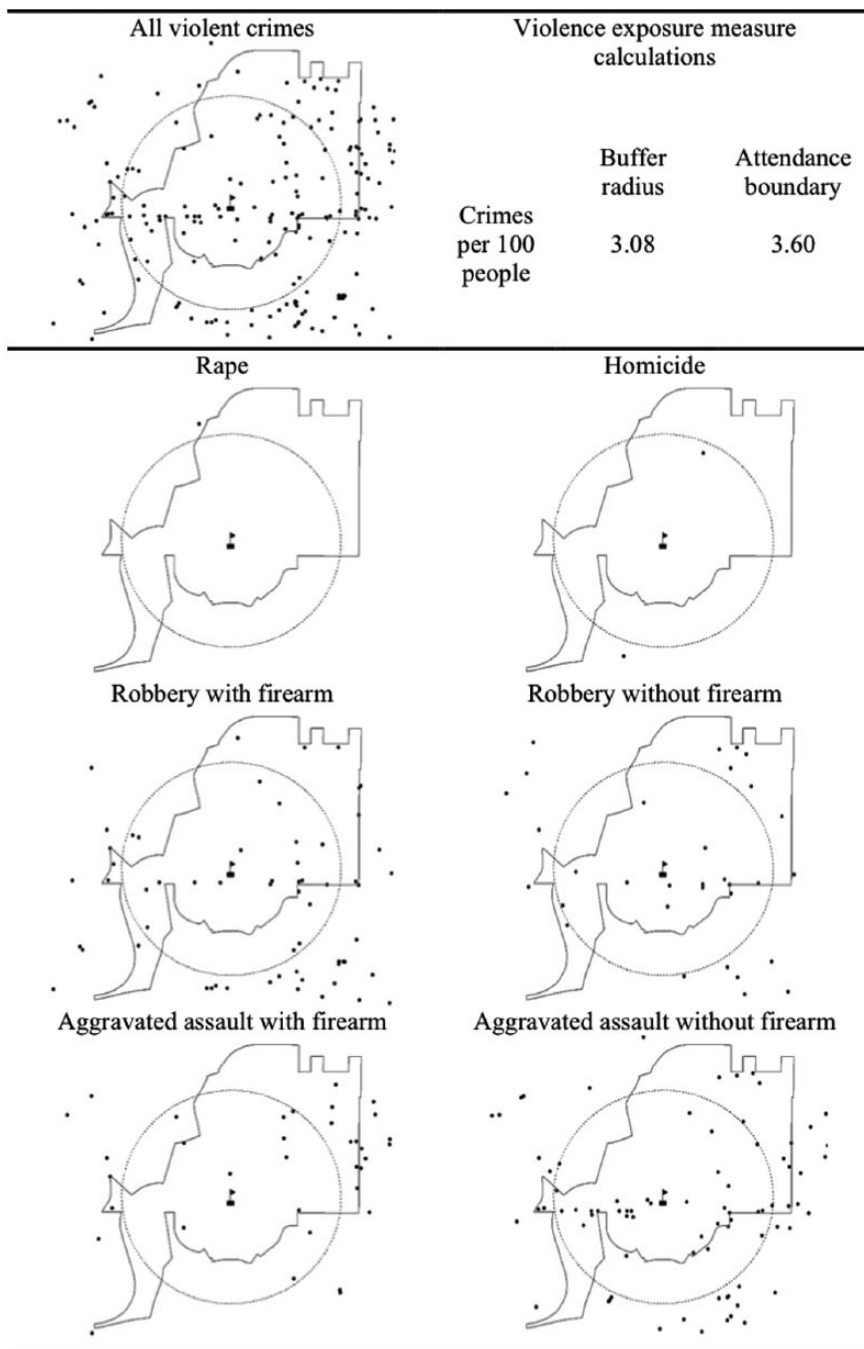 All violent crimes
Violence exposure measure
calculations
Buffer
radius
Attendance
boundary
Crimes
per 100
people
3.08
3.60
Rape
Homicide
Robbery with firearm
Robbery without firearm
Aggravated assault with firearm
Aggravated assault without firearm